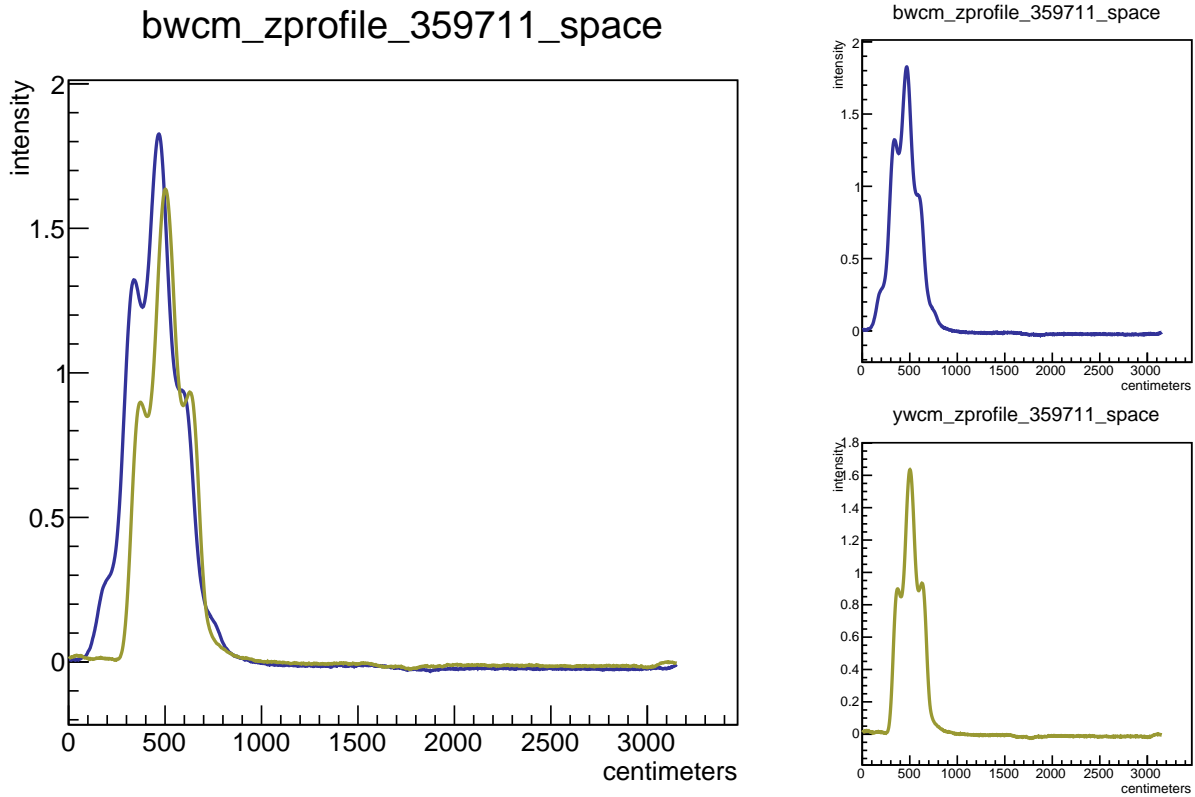 bwcm_zprofile_359711_space
intensity
2
1.5
1
0.5
0
0 500 1000 1500 2000 2500 3000
centimeters
bwcm_zprofile_359711_space
intensity
2
1.5
1
0.5
0
0 500 1000 1500 2000 2500 3000
centimeters
ywcm_zprofile_359711_space
intensity
1.8
1.6
1.4
1.2
1
0.8
0.6
0.4
0.2
0
0 500 1000 1500 2000 2500 3000
centimeters